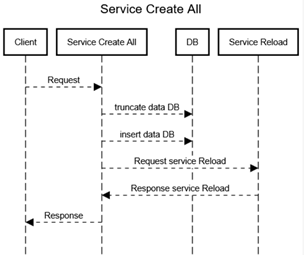 Service Create All
Client
Service Create All
DB
Service Reload
Request
truncate data DB
insert data DB
Request service Reload
Response service Reload
Response